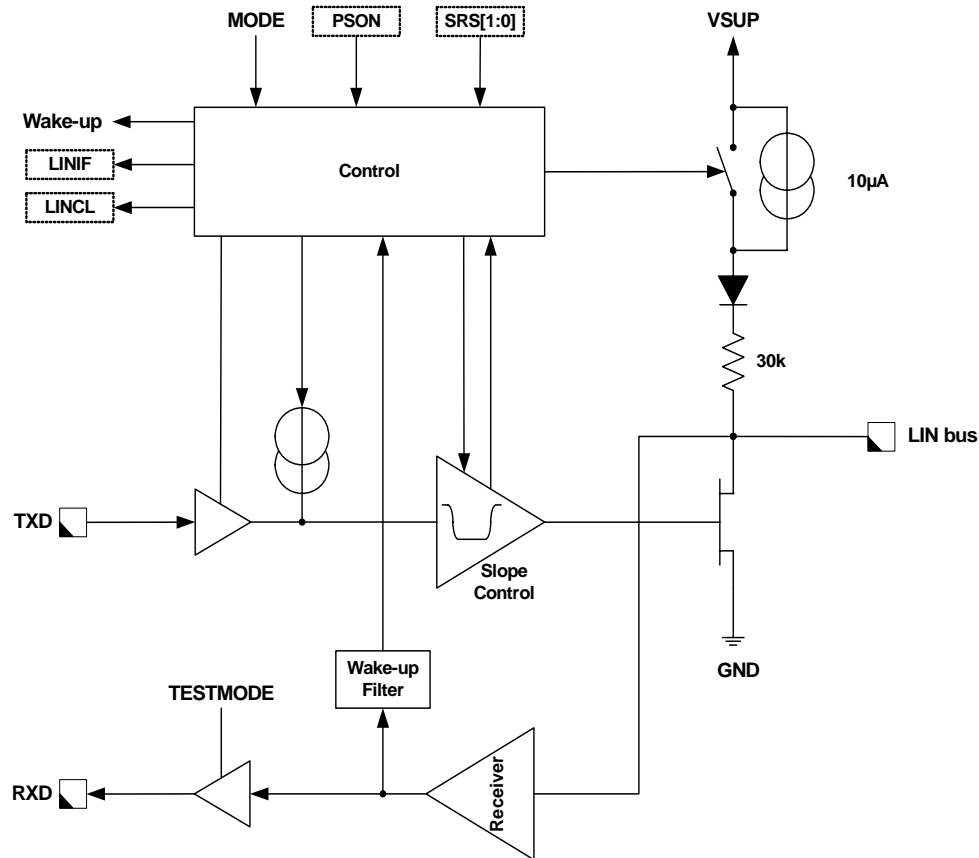 MODE
PSON
SRS[1:0]
VSUP
Wake-up
LINIF
LINCL
Control
10µA
30k
LIN bus
TXD
Slope
Control
GND
Wake-up
Filter
TESTMODE
RXD
Receiver